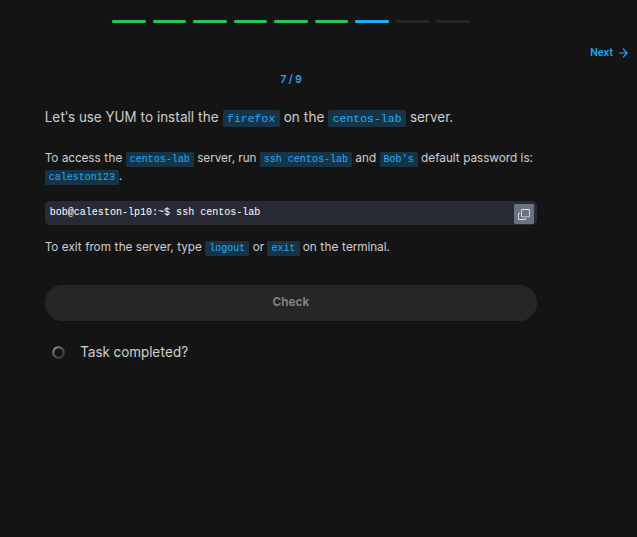 Next →
7 / 9
Let's use YUM to install the firefox on the centos-lab server.
To access the centos-lab server, run ssh centos-lab and Bob's default password is:
caleston123.
bob@caleston-lp10:~$ ssh centos-lab
To exit from the server, type logout or exit on the terminal.
Check
Task completed?